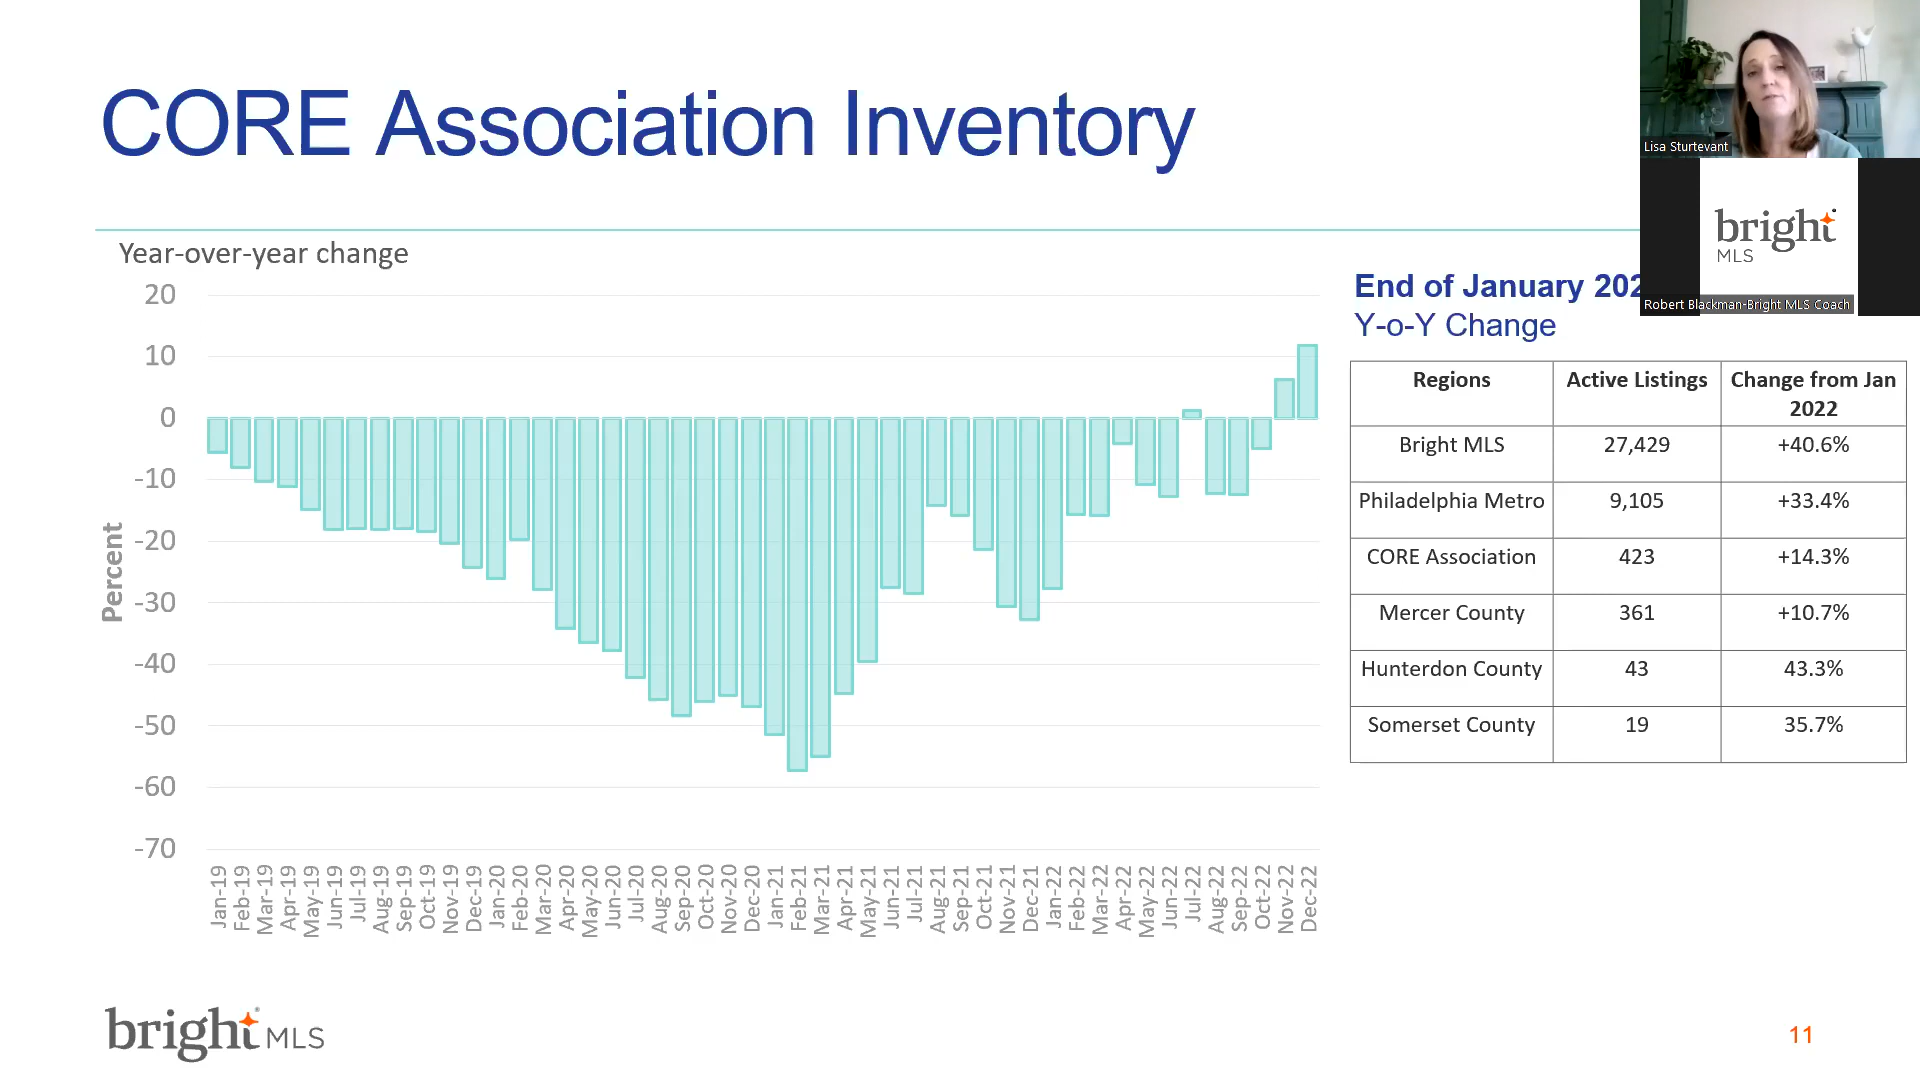 CORE Association Inventory
Lisa Sturtevant
bright
MLS
Robert Blackman-Bright MLS Coach
Year-over-year change
Percent
20
10
0
-10
-20
-30
-40
-50
-60
-70
Jan-19
Feb-19
Mar-19
Apr-19
May-19
Jun-19
Jul-19
Aug-19
Sep-19
Oct-19
Nov-19
Dec-19
Jan-20
Feb-20
Mar-20
Apr-20
May-20
Jun-20
Jul-20
Aug-20
Sep-20
Oct-20
Nov-20
Dec-20
Jan-21
Feb-21
Mar-21
Apr-21
May-21
Jun-21
Jul-21
Aug-21
Sep-21
Oct-21
Nov-21
Dec-21
Jan-22
Feb-22
Mar-22
Apr-22
May-22
Jun-22
Jul-22
Aug-22
Sep-22
Oct-22
Nov-22
Dec-22
End of January
Y-o-Y Change
Regions Active Listings Change from Jan
2022
Bright MLS 27,429 +40.6%
Philadelphia Metro 9,105 +33.4%
CORE Association 423 +14.3%
Mercer County 361 +10.7%
Hunterdon County 43 43.3%
Somerset County 19 35.7%
bright MLS
11